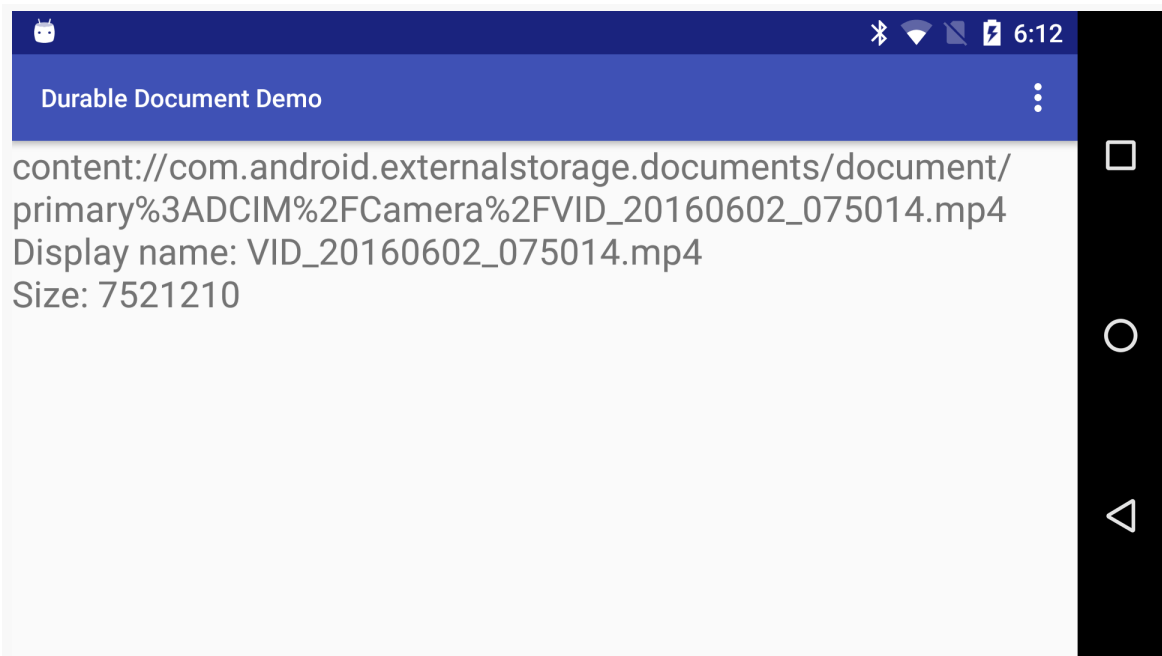 6:12
Durable Document Demo
content://com.android.externalstorage.documents/document/
primary%3ADCIM%2FCamera%2FVID_20160602_075014.mp4
Display name: VID_20160602_075014.mp4
Size: 7521210